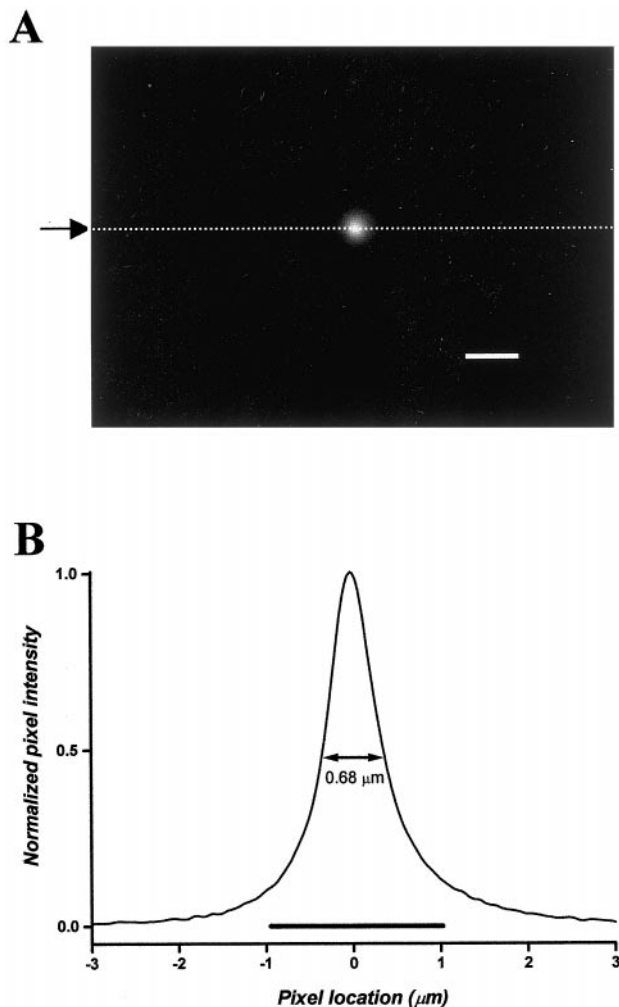 A
B
1.0
0.5
0.0
Normalized pixel intensity
0.68 μm
-3 -2 -1 0 1 2 3
Pixel location (μm)